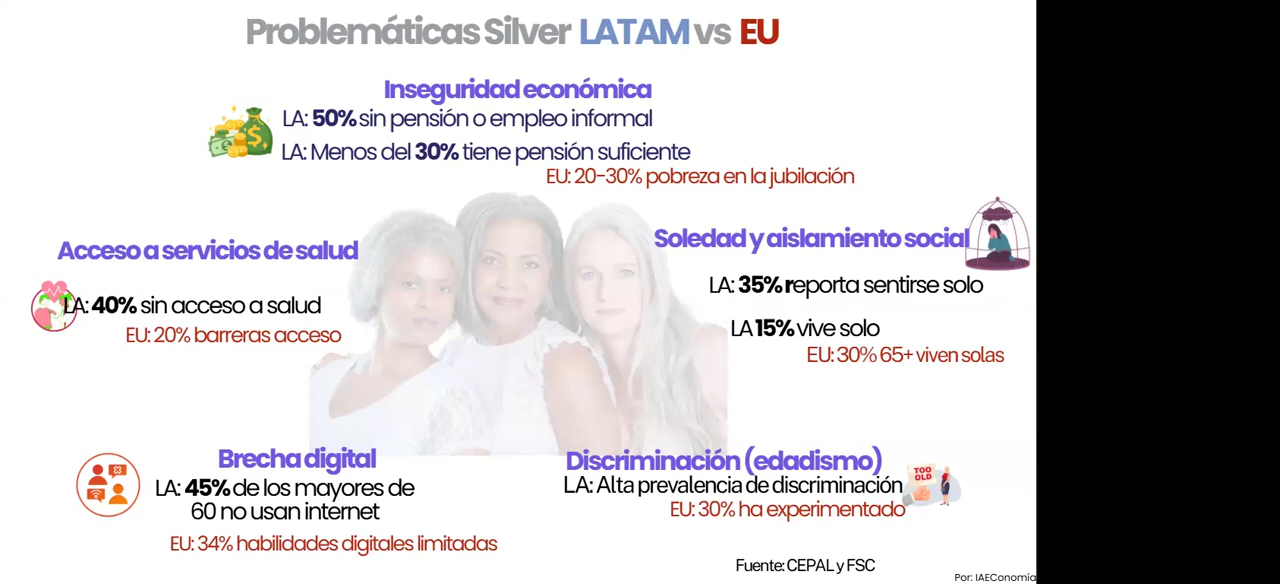 Problemáticas Silver LATAM vs EU
Inseguridad económica
LA: 50% sin pensión o empleo informal
LA: Menos del 30% tiene pensión suficiente
EU: 20-30% pobreza en la jubilación
Acceso a servicios de salud
LA: 40% sin acceso a salud
EU: 20% barreras acceso
Soledad y aislamiento social
LA: 35% reporta sentirse solo
LA 15% vive solo
EU: 30% 65+ viven solas
Brecha digital
LA: 45% de los mayores de
60 no usan internet
EU: 34% habilidades digitales limitadas
Discriminación (edadismo)
LA: Alta prevalencia de discriminación
EU: 30% ha experimentado
TOO
OLD
Fuente: CEPAL y FSC
Por: IAEConomía